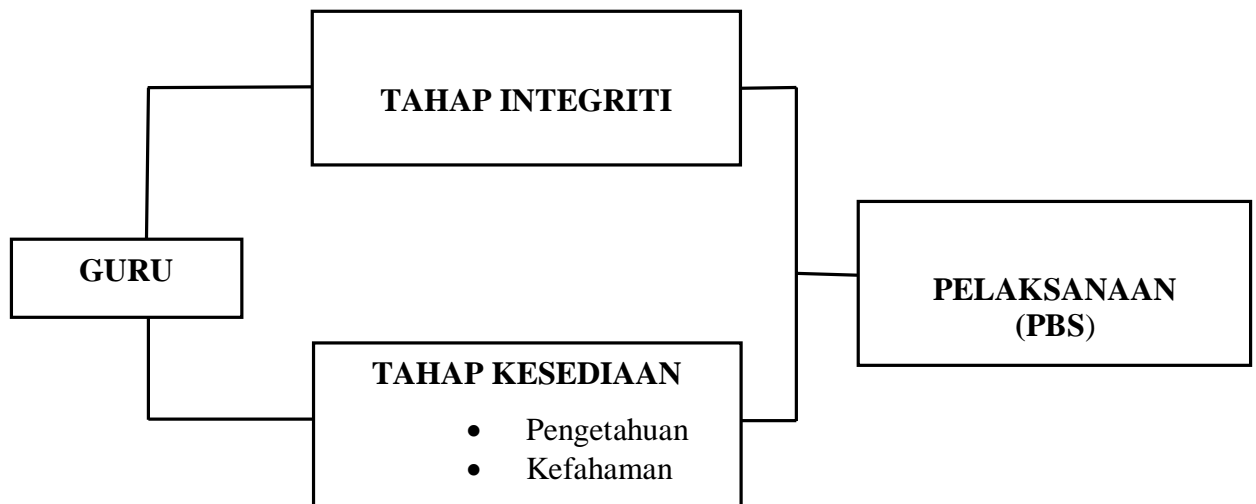 TAHAP INTEGRITI
GURU
PELAKSANAAN
(PBS)
TAHAP KESEDIAAN
• Pengetahuan
• Kefahaman